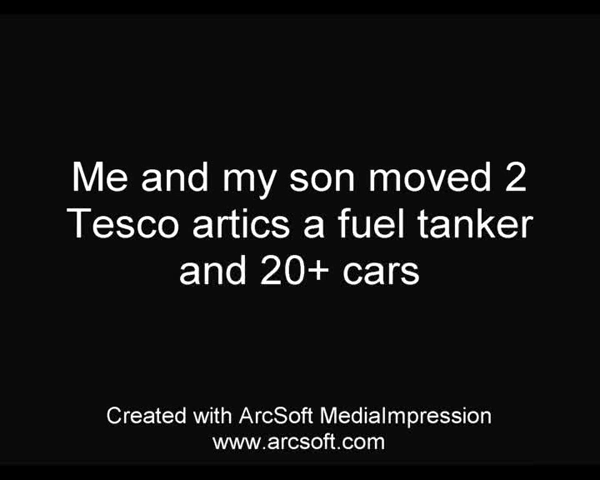 Me and my son moved 2
Tesco artics a fuel tanker
and 20+ cars
Created with ArcSoft MediaImpression
www.arcsoft.com